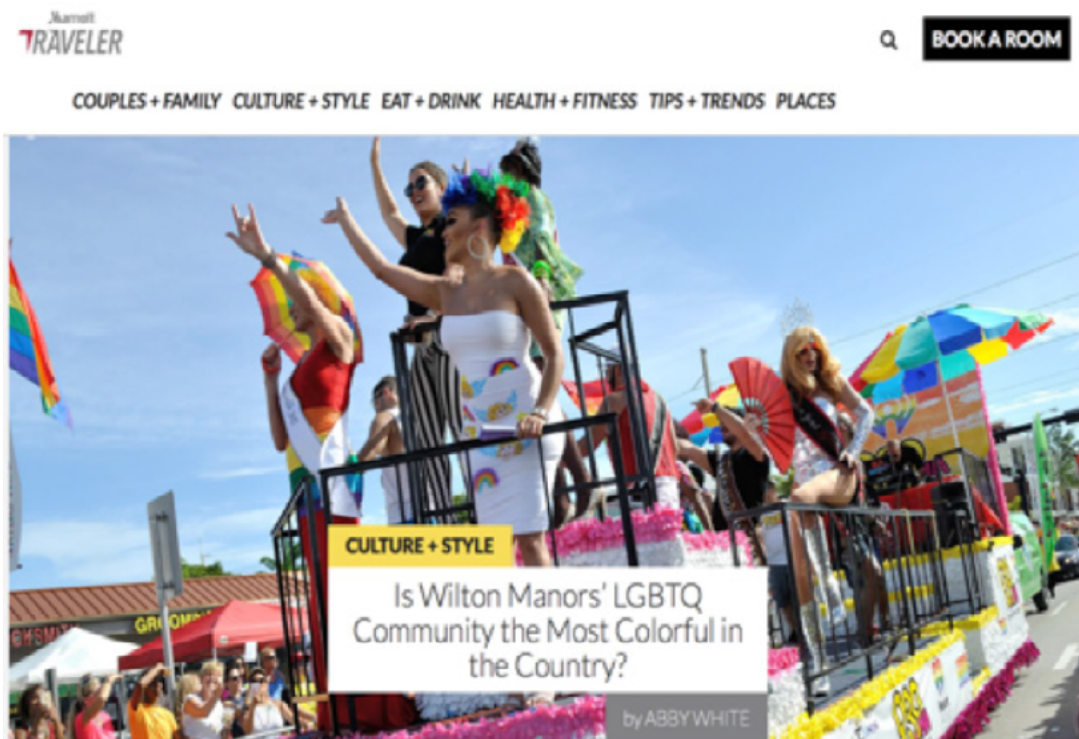 Marriott
TRAVELER
BOOK A ROOM
COUPLES + FAMILY CULTURE + STYLE EAT + DRINK HEALTH + FITNESS TIPS + TRENDS PLACES
CULTURE + STYLE
Is Wilton Manors' LGBTQ
Community the Most Colorful in
the Country?
by ABBY WHITE